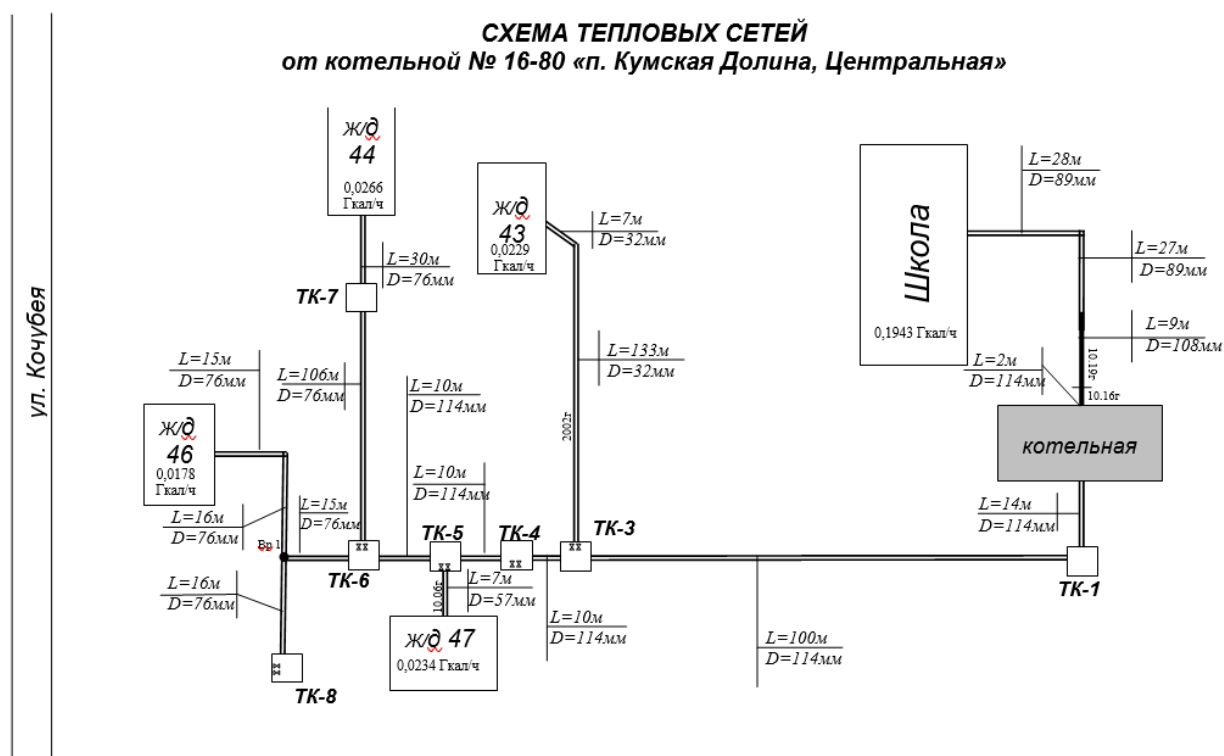 СХЕМА ТЕПЛОВЫХ СЕТЕЙ
от котельной № 16-80 «п. Кумская Долина, Центральная»
ул. Кочубея
ж/д
44
0,0266
Гкал/ч
L=30м
D=76мм
ТК-7
L=106м
D=76мм
ж/д
43
0,0229
Гкал/ч
L=7м
D=32мм
L=133м
D=32мм
2002г
Школа
0,1943 Гкал/ч
L=28м
D=89мм
L=27м
D=89мм
L=9м
D=108мм
10.19г
L=2м
D=114мм
10.16г
котельная
L=14м
D=114мм
ТК-1
L=15м
D=76мм
ж/д
46
0,0178
Гкал/ч
L=16м
D=76мм
L=15м
D=76мм
Вр.1
L=10м
D=114мм
L=10м
D=114мм
ТК-5
ТК-4
ТК-3
ТК-6
L=16м
D=76мм
ТК-8
10.06г
L=7м
D=57мм
ж/д 47
0,0234 Гкал/ч
L=10м
D=114мм
L=100м
D=114мм